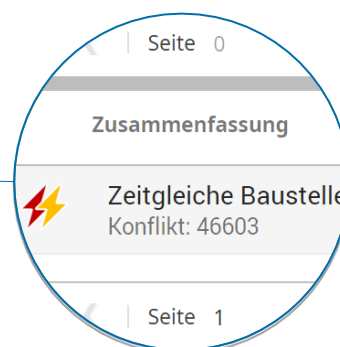 Seite 0
Zusammenfassung
Zeitgleiche Baustelle
Konflikt: 46603
Seite 1